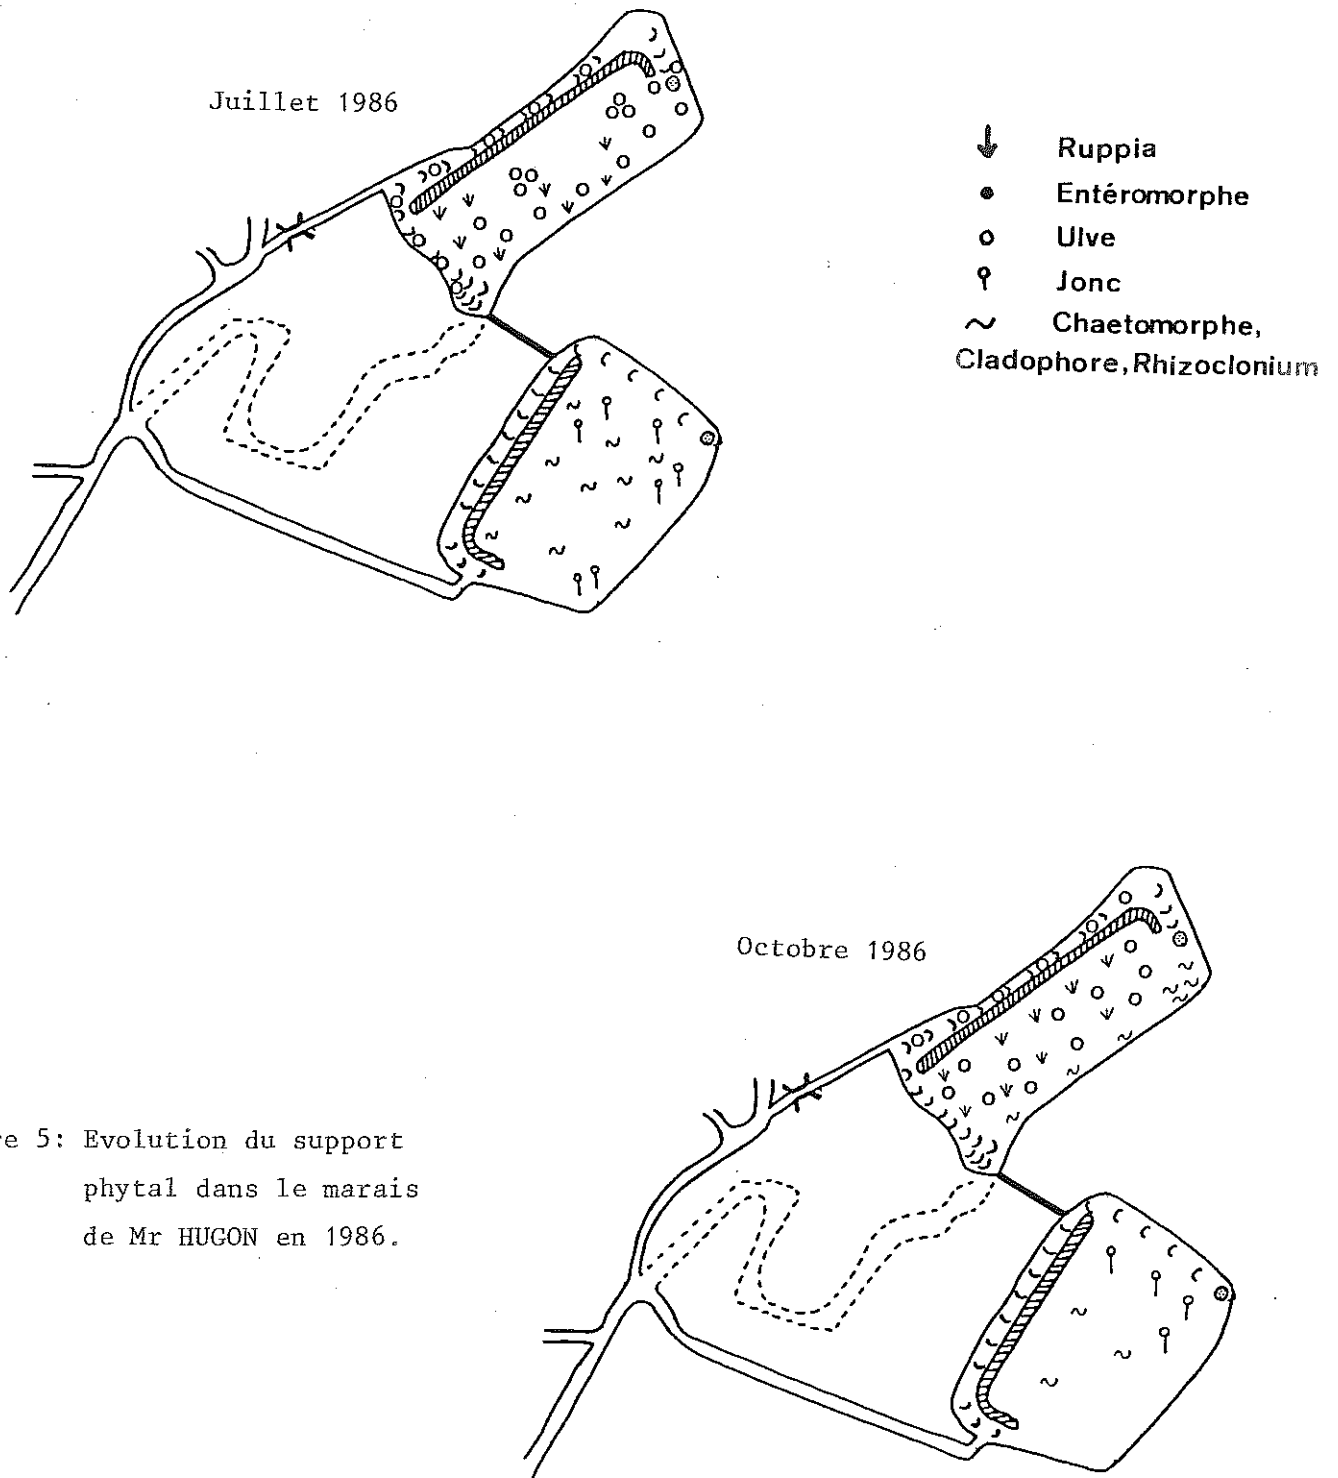 Juillet 1986
Ruppia
Entéromorphe
Ulve
Jonc
Chaetomorphe,
Cladophore, Rhizoclonium
Octobre 1986
re 5: Evolution du support
phytal dans le marais
de Mr HUGON en 1986.